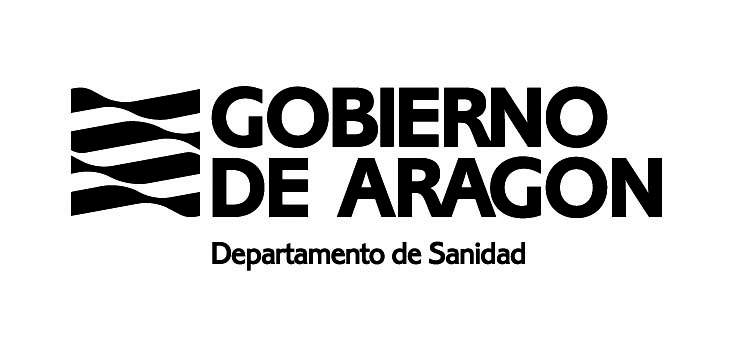 GOBIERNO
DE ARAGON
Departamento de Sanidad